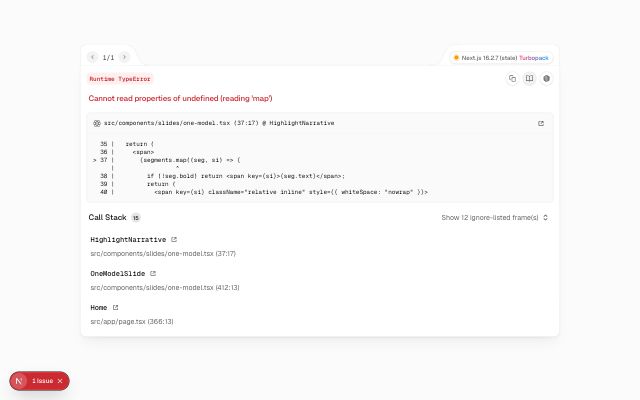 1/1
Next.js 16.2.7 (stale) Turbopack
Runtime TypeError
Cannot read properties of undefined (reading 'map')
src/components/slides/one-model.tsx (37:17) @ HighlightNarrative
35 |   return (
36 |     <span>
> 37 |       {segments.map((seg, si) => {
|                 ^
38 |         if (!seg.bold) return <span key={si}>{seg.text}</span>;
39 |         return (
40 |           <span key={si} className="relative inline" style={{ whiteSpace: "nowrap" }}>
Call Stack 15
Show 12 ignore-listed frame(s)
HighlightNarrative
src/components/slides/one-model.tsx (37:17)
OneModelSlide
src/components/slides/one-model.tsx (412:13)
Home
src/app/page.tsx (366:13)
N 1 Issue